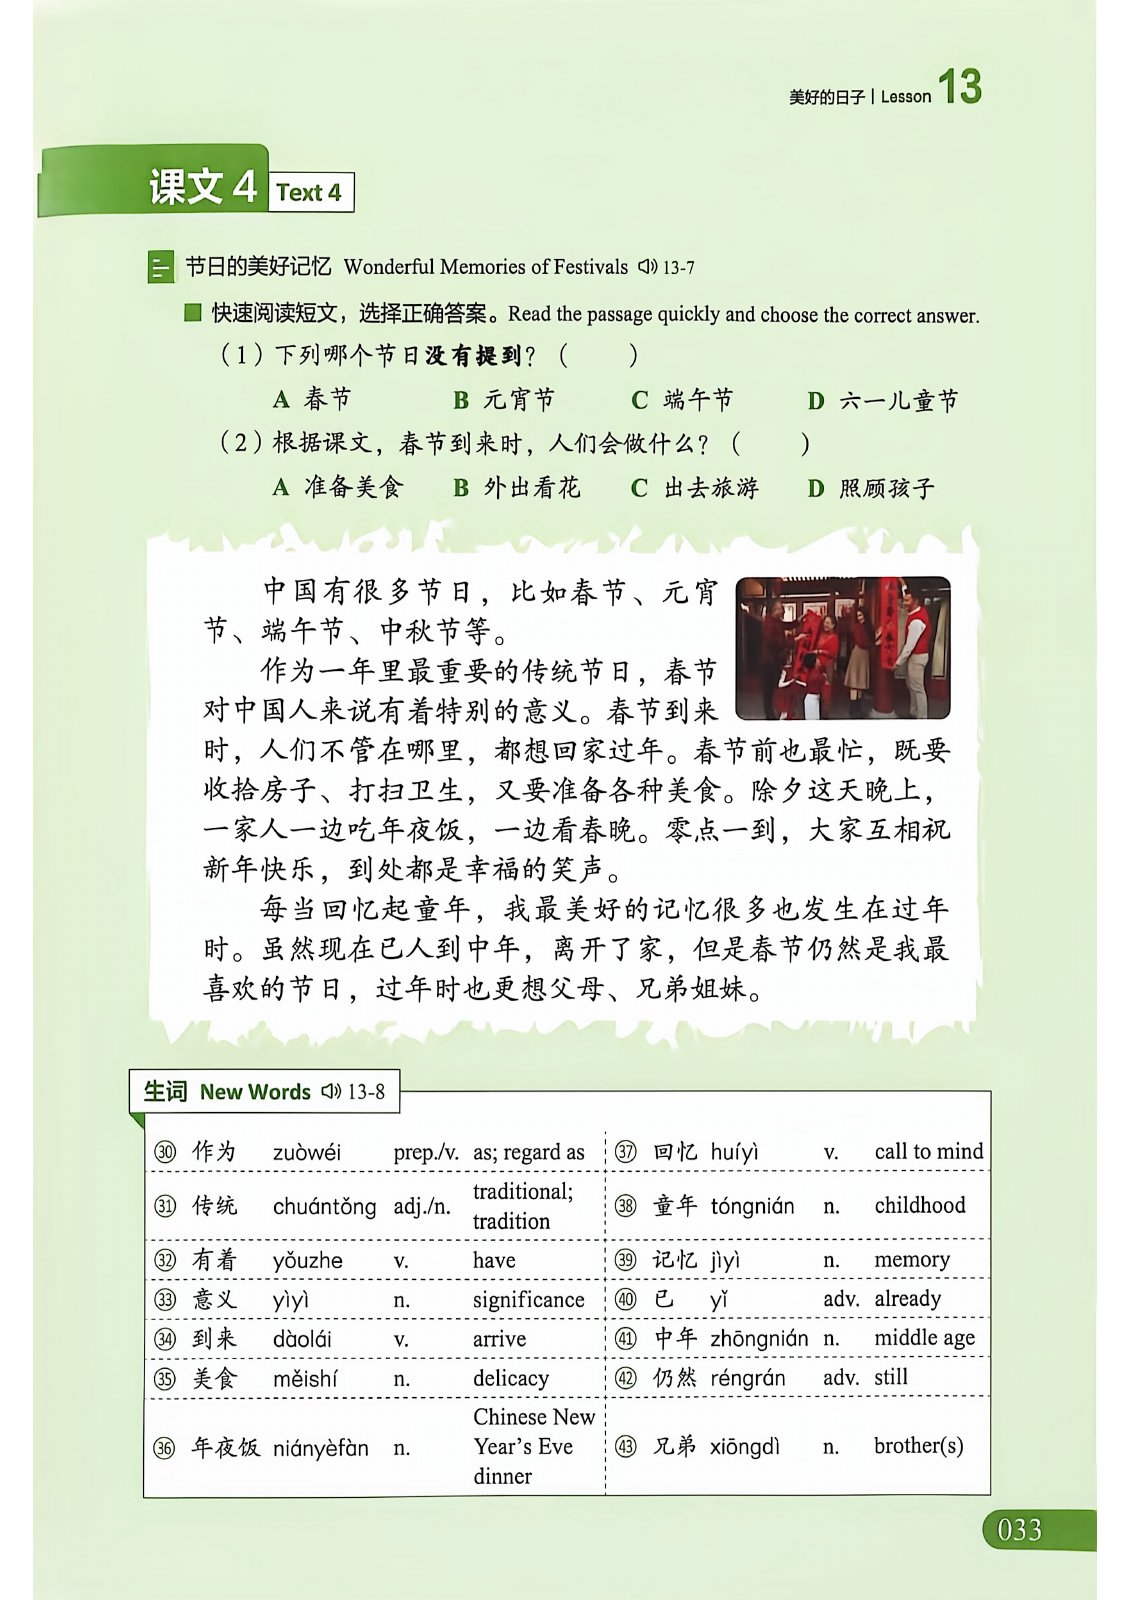 美好的日子 | Lesson 13
课文 4 Text 4
节日的美好记忆 Wonderful Memories of Festivals 13-7
快速阅读短文，选择正确答案。Read the passage quickly and choose the correct answer.
（1）下列哪个节日没有提到？（　　）
A 春节 B 元宵节 C 端午节 D 六一儿童节
（2）根据课文，春节到来时，人们会做什么？（　　）
A 准备美食 B 外出看花 C 出去旅游 D 照顾孩子
中国有很多节日，比如春节、元宵
节、端午节、中秋节等。
作为一年里最重要的传统节日，春节
对中国人来说有着特别的意义。春节到来
时，人们不管在哪里，都想回家过年。春节前也最忙，既要
收拾房子、打扫卫生，又要准备各种美食。除夕这天晚上，
一家人一边吃年夜饭，一边看春晚。零点一到，大家互相祝
新年快乐，到处都是幸福的笑声。
每当回忆起童年，我最美好的记忆很多也发生在过年
时。虽然现在已人到中年，离开了家，但是春节仍然是我最
喜欢的节日，过年时也更想父母、兄弟姐妹。
生词 New Words 13-8
㉚ 作为 zuòwéi prep./v. as; regard as
㉛ 传统 chuántǒng adj./n. traditional;
tradition
㉜ 有着 yǒuzhe v. have
㉝ 意义 yìyì n. significance
㉞ 到来 dàolái v. arrive
㉟ 美食 měishí n. delicacy
㊱ 年夜饭 niányèfàn n. Chinese New
Year's Eve
dinner
㊲ 回忆 huíyì v. call to mind
㊳ 童年 tóngnián n. childhood
㊴ 记忆 jìyì n. memory
㊵ 已 yǐ adv. already
㊶ 中年 zhōngnián n. middle age
㊷ 仍然 réngrán adv. still
㊸ 兄弟 xiōngdì n. brother(s)
033